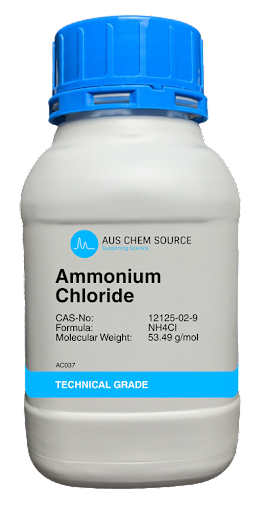 AUS CHEM SOURCE
Supporting Science
Ammonium
Chloride
CAS-No: 12125-02-9
Formula: NH4Cl
Molecular Weight: 53.49 g/mol
AC037
TECHNICAL GRADE